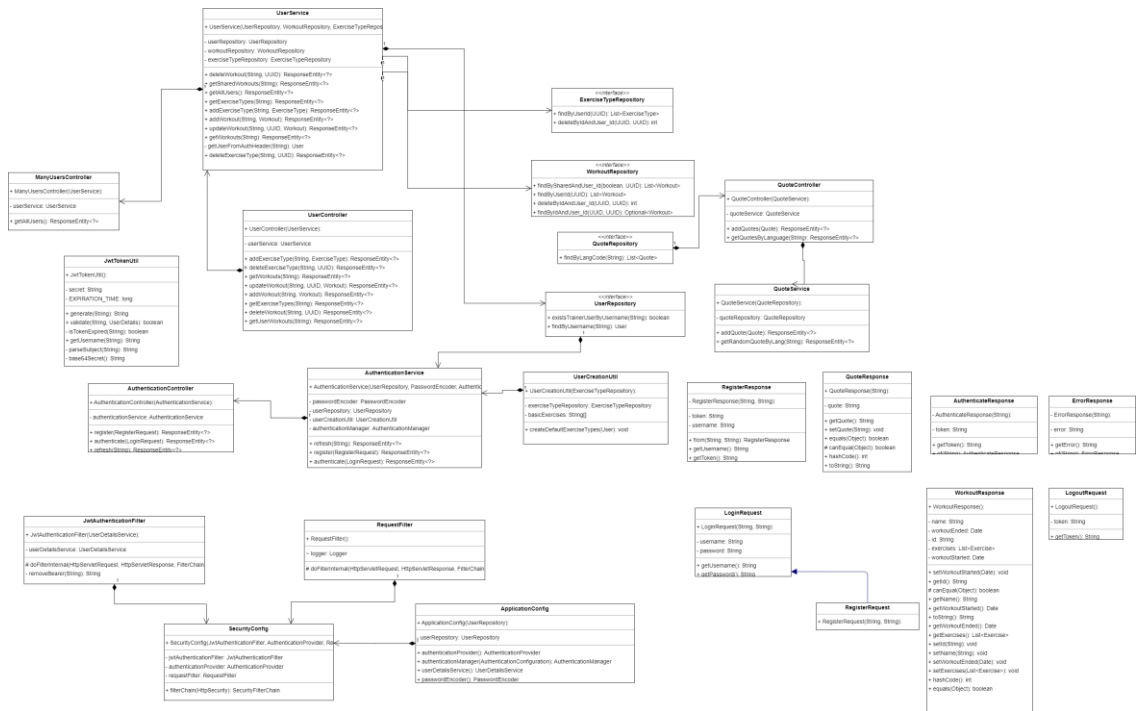 UserService
+ UserService(UserRepository, WorkoutRepository, ExerciseTypeRepos
- userRepository: UserRepository
- workoutRepository: WorkoutRepository
- exerciseTypeRepository: ExerciseTypeRepository
+ deleteWorkout(String, UUID): ResponseEntity<?>
+ getSharedWorkouts(String): ResponseEntity<?>
+ getAllUsers(): ResponseEntity<?>
+ getExerciseTypes(String): ResponseEntity<?>
+ addExerciseType(String, ExerciseType): ResponseEntity<?>
+ addWorkout(String, Workout): ResponseEntity<?>
+ updateWorkout(String, UUID, Workout): ResponseEntity<?>
+ getWorkouts(String): ResponseEntity<?>
- getUserFromAuthHeader(String): User
+ deleteExerciseType(String, UUID): ResponseEntity<?>
<<interface>>
ExerciseTypeRepository
+ findByUserId(UUID): List<ExerciseType>
+ deleteByIdAndUser_Id(UUID, UUID): int
<<interface>>
WorkoutRepository
+ findBySharedAndUser_Id(boolean, UUID): List<Workout>
+ findByUserId(UUID): List<Workout>
+ deleteByIdAndUser_Id(UUID, UUID): int
+ findByIdAndUser_Id(UUID, UUID): Optional<Workout>
ManyUsersController
+ ManyUsersController(UserService)
- userService: UserService
+ getAllUsers(): ResponseEntity<?>
QuoteController
+ QuoteController(QuoteService)
- quoteService: QuoteService
+ addQuotes(Quote): ResponseEntity<?>
+ getQuotesByLanguage(String): ResponseEntity<?>
UserController
+ UserController(UserService)
- userService: UserService
+ addExerciseType(String, ExerciseType): ResponseEntity<?>
+ deleteExerciseType(String, UUID): ResponseEntity<?>
+ getWorkouts(String): ResponseEntity<?>
+ updateWorkout(String, UUID, Workout): ResponseEntity<?>
+ addWorkout(String, Workout): ResponseEntity<?>
+ getExerciseTypes(String): ResponseEntity<?>
+ deleteWorkout(String, UUID): ResponseEntity<?>
+ getUserWorkouts(String): ResponseEntity<?>
<<interface>>
QuoteRepository
+ findByLangCode(String): List<Quote>
JwtTokenUtil
+ JwtTokenUtil():
- secret: String
- EXPIRATION_TIME: long
+ generate(String): String
+ validate(String, UserDetails): boolean
- isTokenExpired(String): boolean
+ getUsername(String): String
- parseSubject(String): String
- base64Secret(): String
QuoteService
+ QuoteService(QuoteRepository):
- quoteRepository: QuoteRepository
+ addQuote(Quote): ResponseEntity<?>
+ getRandomQuoteByLang(String): ResponseEntity<?>
<<interface>>
UserRepository
+ existsTrainerUserByUsername(String): boolean
+ findByUsername(String): User
AuthenticationController
+ AuthenticationController(AuthenticationService)
- authenticationService: AuthenticationService
+ register(RegisterRequest): ResponseEntity<?>
+ authenticate(LoginRequest): ResponseEntity<?>
+ refresh(String): ResponseEntity<?>
AuthenticationService
+ AuthenticationService(UserRepository, PasswordEncoder, Authentic
- passwordEncoder: PasswordEncoder
- userRepository: UserRepository
- userCreationUtil: UserCreationUtil
- authenticationManager: AuthenticationManager
+ refresh(String): ResponseEntity<?>
+ register(RegisterRequest): ResponseEntity<?>
+ authenticate(LoginRequest): ResponseEntity<?>
UserCreationUtil
+ UserCreationUtil(ExerciseTypeRepository)
- exerciseTypeRepository: ExerciseTypeRepository
- basicExercises: String[]
+ createDefaultExerciseTypes(User): void
RegisterResponse
- RegisterResponse(String, String):
- token: String
- username: String
+ from(String, String): RegisterResponse
+ getUsername(): String
+ getToken(): String
QuoteResponse
+ QuoteResponse(String):
- quote: String
+ getQuote(): String
+ setQuote(String): void
+ equals(Object): boolean
# canEqual(Object): boolean
+ hashCode(): int
+ toString(): String
AuthenticateResponse
- AuthenticateResponse(String):
- token: String
+ getToken(): String
+ of(String): AuthenticateResponse
ErrorResponse
- ErrorResponse(String):
- error: String
+ getError(): String
+ of(String): ErrorResponse
JwtAuthenticationFilter
+ JwtAuthenticationFilter(UserDetailsService)
- userDetailsService: UserDetailsService
# doFilterInternal(HttpServletRequest, HttpServletResponse, FilterChain
- removeBearer(String): String
RequestFilter
+ RequestFilter():
~ logger: Logger
# doFilterInternal(HttpServletRequest, HttpServletResponse, FilterChain
LoginRequest
+ LoginRequest(String, String)
- username: String
- password: String
+ getUsername(): String
+ getPassword(): String
WorkoutResponse
+ WorkoutResponse():
- name: String
- workoutEnded: Date
- id: String
- exercises: List<Exercise>
- workoutStarted: Date
+ setWorkoutStarted(Date): void
+ getId(): String
# canEqual(Object): boolean
+ getName(): String
+ getWorkoutStarted(): Date
+ toString(): String
+ getWorkoutEnded(): Date
+ getExercises(): List<Exercise>
+ setId(String): void
+ setName(String): void
+ setWorkoutEnded(Date): void
+ setExercises(List<Exercise>): void
+ hashCode(): int
+ equals(Object): boolean
LogoutRequest
+ LogoutRequest()
- token: String
+ getToken(): String
RegisterRequest
+ RegisterRequest(String, String):
SecurityConfig
+ SecurityConfig(JwtAuthenticationFilter, AuthenticationProvider, Re
- jwtAuthenticationFilter: JwtAuthenticationFilter
- authenticationProvider: AuthenticationProvider
- requestFilter: RequestFilter
+ filterChain(HttpSecurity): SecurityFilterChain
ApplicationConfig
+ ApplicationConfig(UserRepository):
- userRepository: UserRepository
+ authenticationProvider(): AuthenticationProvider
+ authenticationManager(AuthenticationConfiguration): AuthenticationManager
+ userDetailsService(): UserDetailsService
+ passwordEncoder(): PasswordEncoder